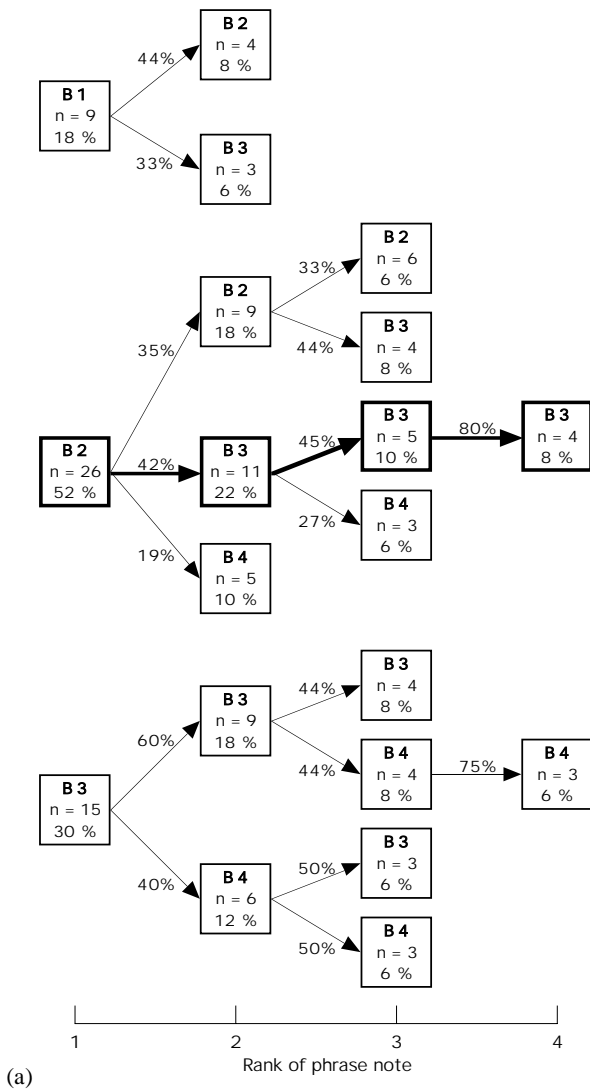 B2
n = 4
8 %
44%
B1
n = 9
18 %
33%
B3
n = 3
6 %
B2
n = 6
6 %
33%
B2
n = 9
18 %
44%
B3
n = 4
8 %
35%
B2
n = 26
52 %
42%
B3
n = 11
22 %
45%
B3
n = 5
10 %
80%
B3
n = 4
8 %
27%
B4
n = 3
6 %
19%
B4
n = 5
10 %
B3
n = 4
8 %
44%
B3
n = 9
18 %
60%
44%
B4
n = 4
8 %
75%
B4
n = 3
6 %
B3
n = 15
30 %
40%
B4
n = 6
12 %
50%
B3
n = 3
6 %
50%
B4
n = 3
6 %
1 2 3 4
Rank of phrase note
(a)